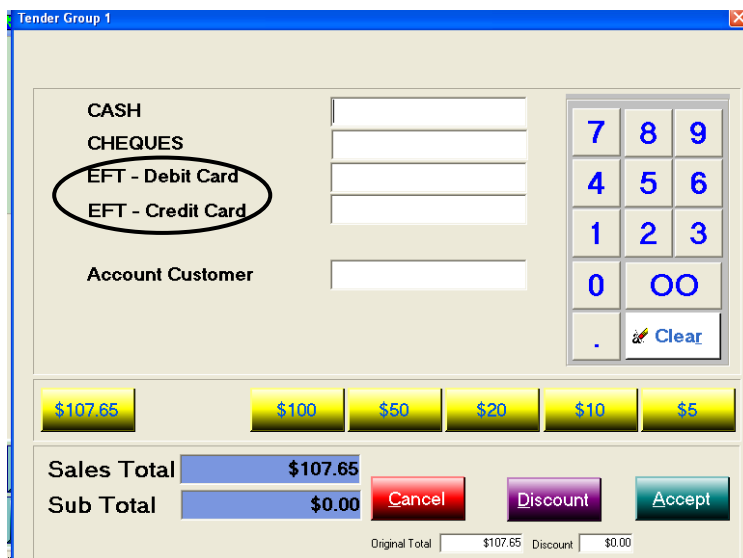 Tender Group 1
CASH
CHEQUES
EFT - Debit Card
EFT - Credit Card
Account Customer
7 8 9
4 5 6
1 2 3
0 OO
. Clear
$107.65 $100 $50 $20 $10 $5
Sales Total $107.65
Sub Total $0.00
Cancel Discount Accept
Original Total $107.65 Discount $0.00